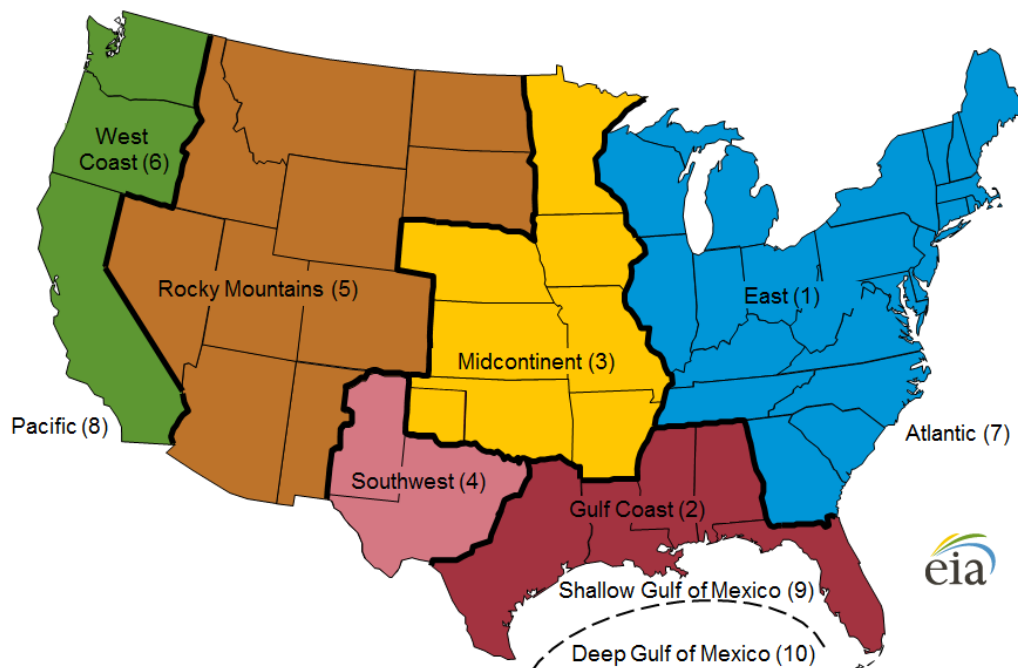 West
Coast (6)
Rocky Mountains (5)
East (1)
Midcontinent (3)
Pacific (8)
Atlantic (7)
Southwest (4)
Gulf Coast (2)
eia
Shallow Gulf of Mexico (9)
Deep Gulf of Mexico (10)